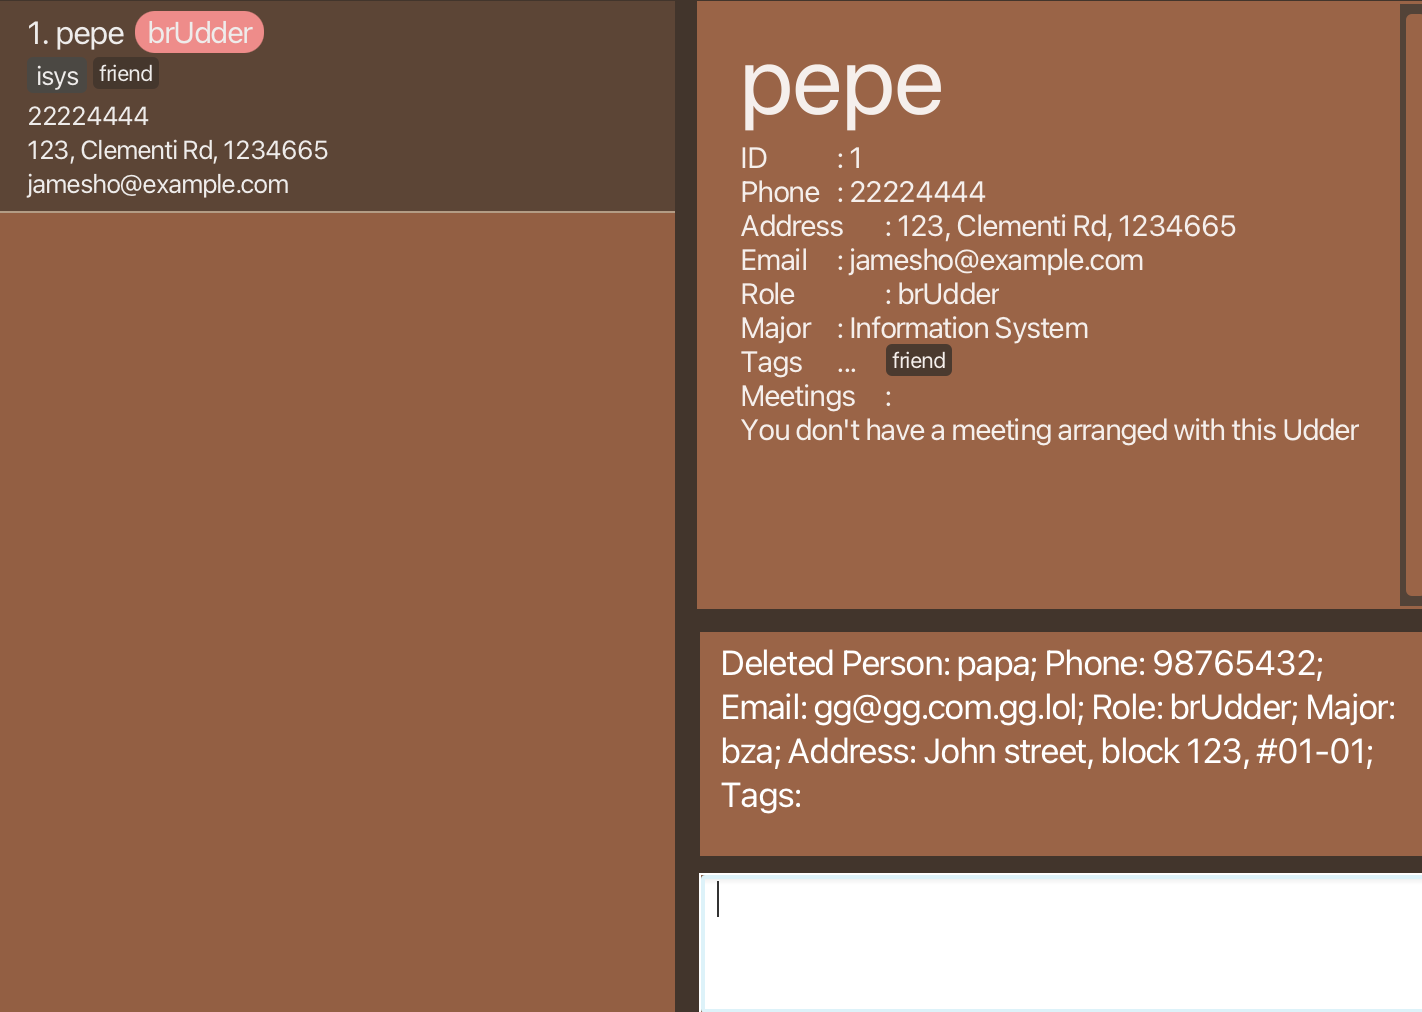 1. pepe brUdder
isys friend
22224444
123, Clementi Rd, 1234665
jamesho@example.com
pepe
ID : 1
Phone : 22224444
Address : 123, Clementi Rd, 1234665
Email : jamesho@example.com
Role : brUdder
Major : Information System
Tags ... friend
Meetings :
You don't have a meeting arranged with this Udder
Deleted Person: papa; Phone: 98765432;
Email: gg@gg.com.gg.lol; Role: brUdder; Major:
bza; Address: John street, block 123, #01-01;
Tags: